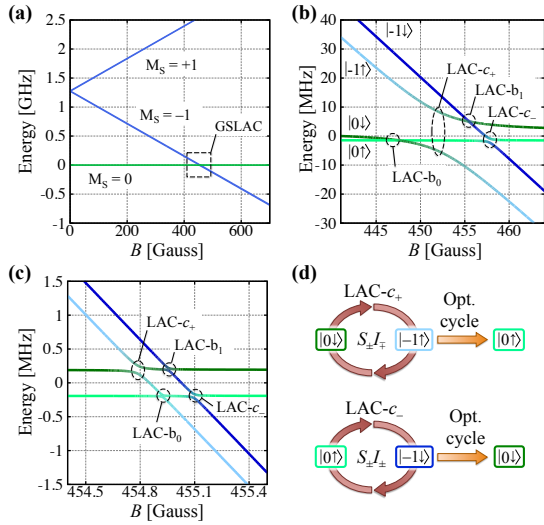 (a)
2.5
2
1.5
1
0.5
0
-0.5
-1
Energy [GHz]
M_S = +1
M_S = −1
M_S = 0
GSLAC
0 200 400 600
B [Gauss]
(b)
40
30
20
10
0
-10
-20
-30
Energy [MHz]
|-1↓⟩
|-1↑⟩
|0↓⟩
|0↑⟩
LAC-c₊
LAC-b₁
LAC-c₋
LAC-b₀
445 450 455 460
B [Gauss]
(c)
1.5
1
0.5
0
-0.5
-1
-1.5
Energy [MHz]
LAC-c₊
LAC-b₁
LAC-b₀
LAC-c₋
454.5 454.8 455.1 455.4
B [Gauss]
(d)
LAC-c₊
Opt.
cycle
|0↓⟩ S±I∓ |-1↑⟩ |0↑⟩
LAC-c₋
Opt.
cycle
|0↑⟩ S±I± |-1↓⟩ |0↓⟩